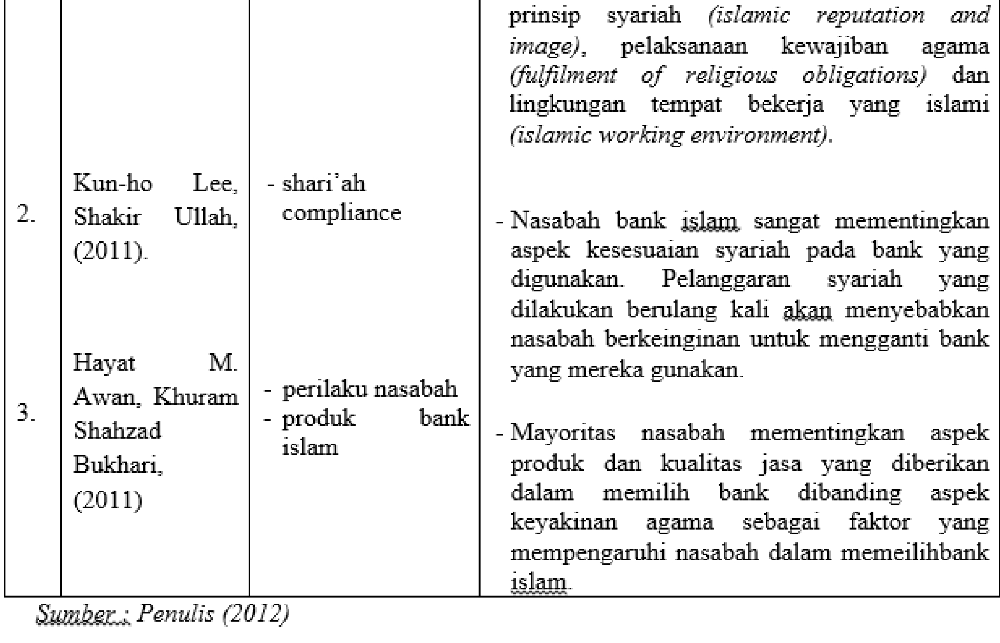 prinsip syariah (islamic reputation and
image), pelaksanaan kewajiban agama
(fulfilment of religious obligations) dan
lingkungan tempat bekerja yang islami
(islamic working environment).
2.
Kun-ho Lee,
Shakir Ullah,
(2011).
- shari’ah
compliance
- Nasabah bank islam sangat mementingkan
aspek kesesuaian syariah pada bank yang
digunakan. Pelanggaran syariah yang
dilakukan berulang kali akan menyebabkan
nasabah berkeinginan untuk mengganti bank
yang mereka gunakan.
3.
Hayat M.
Awan, Khuram
Shahzad
Bukhari,
(2011)
- perilaku nasabah
- produk bank
islam
- Mayoritas nasabah mementingkan aspek
produk dan kualitas jasa yang diberikan
dalam memilih bank dibanding aspek
keyakinan agama sebagai faktor yang
mempengaruhi nasabah dalam memeilihbank
islam.
Sumber : Penulis (2012)